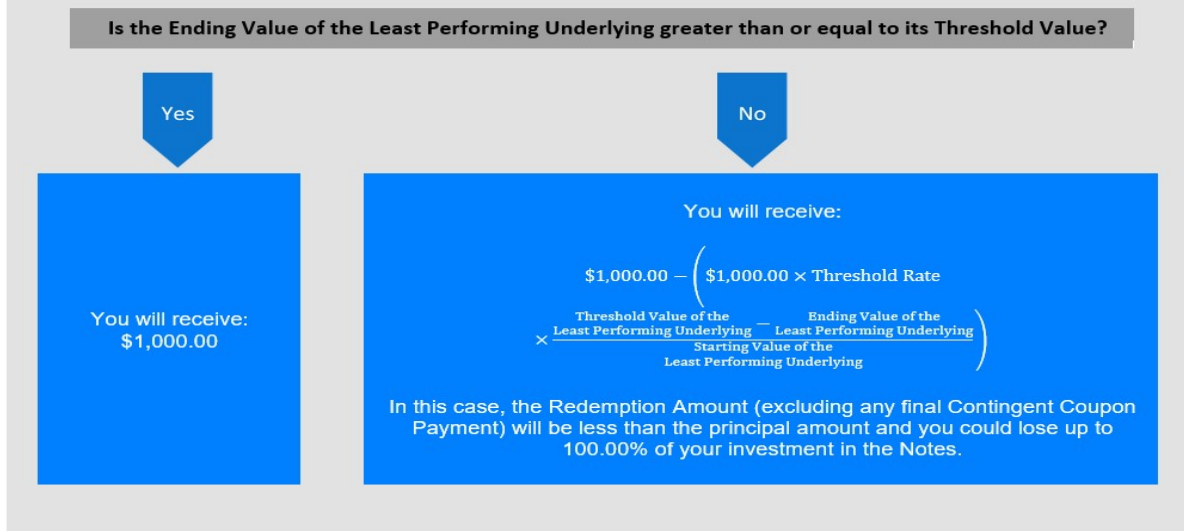 Is the Ending Value of the Least Performing Underlying greater than or equal to its Threshold Value?
Yes
No
You will receive:
$1,000.00
You will receive:
$1,000.00 − ( $1,000.00 × Threshold Rate
Threshold Value of the Ending Value of the
× Least Performing Underlying − Least Performing Underlying )
Starting Value of the
Least Performing Underlying
In this case, the Redemption Amount (excluding any final Contingent Coupon
Payment) will be less than the principal amount and you could lose up to
100.00% of your investment in the Notes.